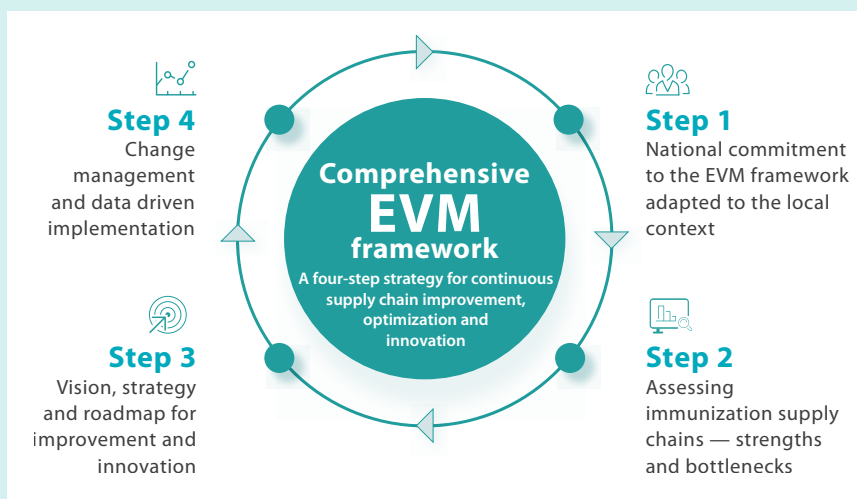 Comprehensive
EVM
framework
A four-step strategy for continuous
supply chain improvement,
optimization and
innovation
Step 1
National commitment
to the EVM framework
adapted to the local
context
Step 2
Assessing
immunization supply
chains — strengths
and bottlenecks
Step 3
Vision, strategy
and roadmap for
improvement and
innovation
Step 4
Change
management
and data driven
implementation